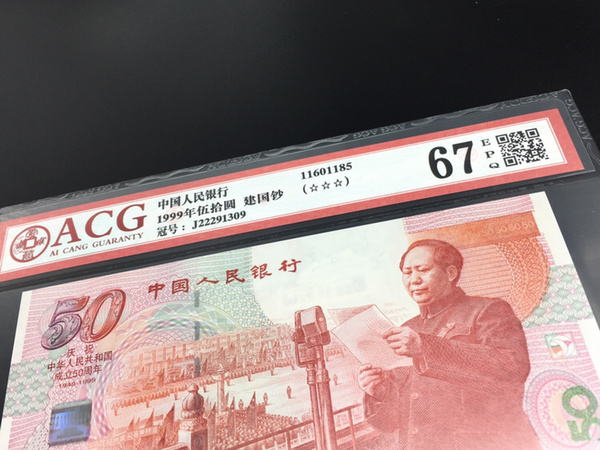 ACG
AI CANG GUARANTY
中国人民银行
1999年伍拾圆 建国钞
冠号：J22291309
11601185
(☆☆☆)
67
EPQ
50
中国人民银行
庆祝
中华人民共和国
成立50周年
1949-1999